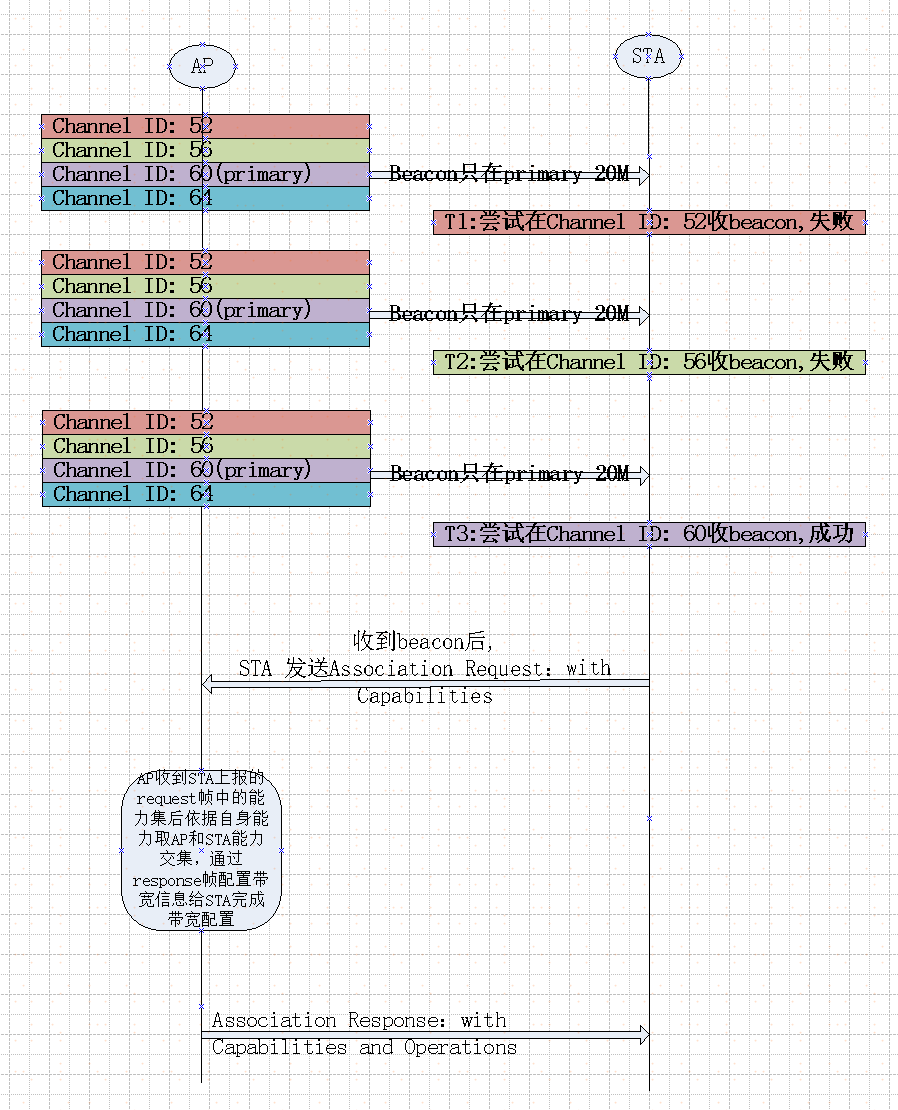 AP
STA
Channel ID: 52
Channel ID: 56
Channel ID: 60(primary)
Channel ID: 64
Beacon只在primary 20M
T1:尝试在Channel ID: 52收beacon,失败
Channel ID: 52
Channel ID: 56
Channel ID: 60(primary)
Channel ID: 64
Beacon只在primary 20M
T2:尝试在Channel ID: 56收beacon,失败
Channel ID: 52
Channel ID: 56
Channel ID: 60(primary)
Channel ID: 64
Beacon只在primary 20M
T3:尝试在Channel ID: 60收beacon,成功
收到beacon后,
STA 发送Association Request: with
Capabilities
AP收到STA上报的
request帧中的能
力集后依据自身能
力取AP和STA能力
交集,通过
response帧配置带
宽信息给STA完成
带宽配置
Association Response: with
Capabilities and Operations